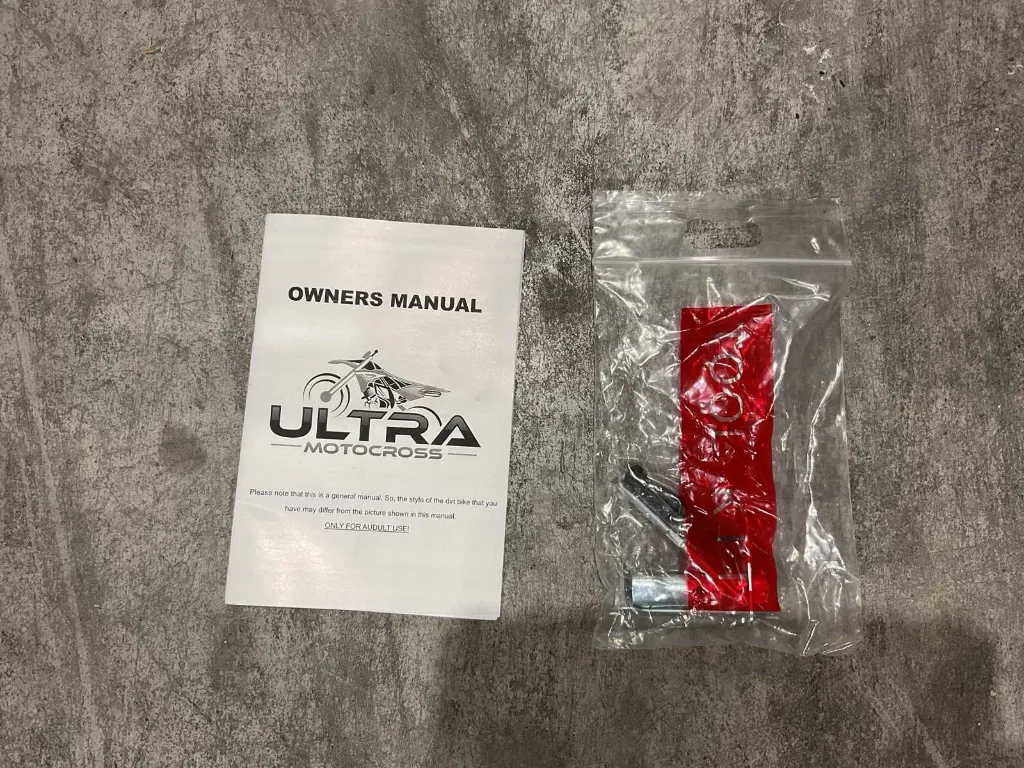 OWNERS MANUAL
ULTRA
MOTOCROSS
Please note that this is a general manual. So, the style of the dirt bike that you
have may differ from the picture shown in this manual.
ONLY FOR AUDULT USE!